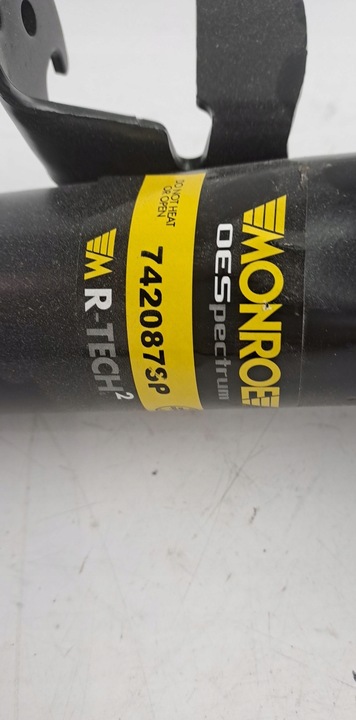 MONROE
OESpectrum
DO NOT HEAT
OR OPEN
742087SP
R-TECH²